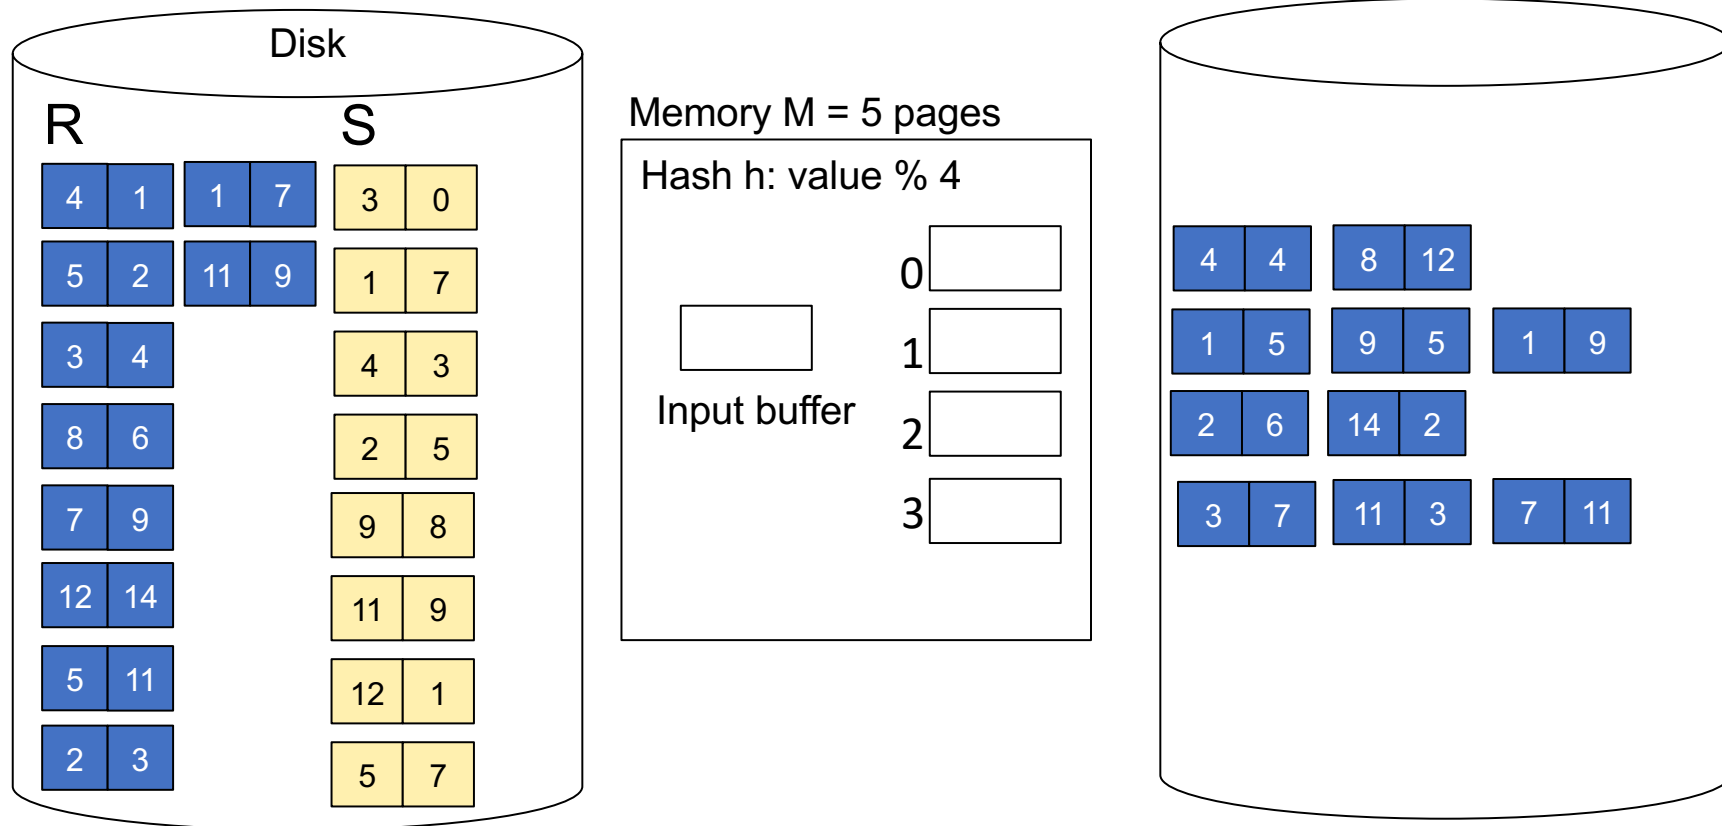 Disk
R S
4 1 1 7 3 0
5 2 11 9 1 7
3 4 4 3
8 6 2 5
7 9 9 8
12 14 11 9
5 11 12 1
2 3 5 7
Memory M = 5 pages
Hash h: value % 4
0
1
Input buffer
2
3
4 4 8 12
1 5 9 5 1 9
2 6 14 2
3 7 11 3 7 11